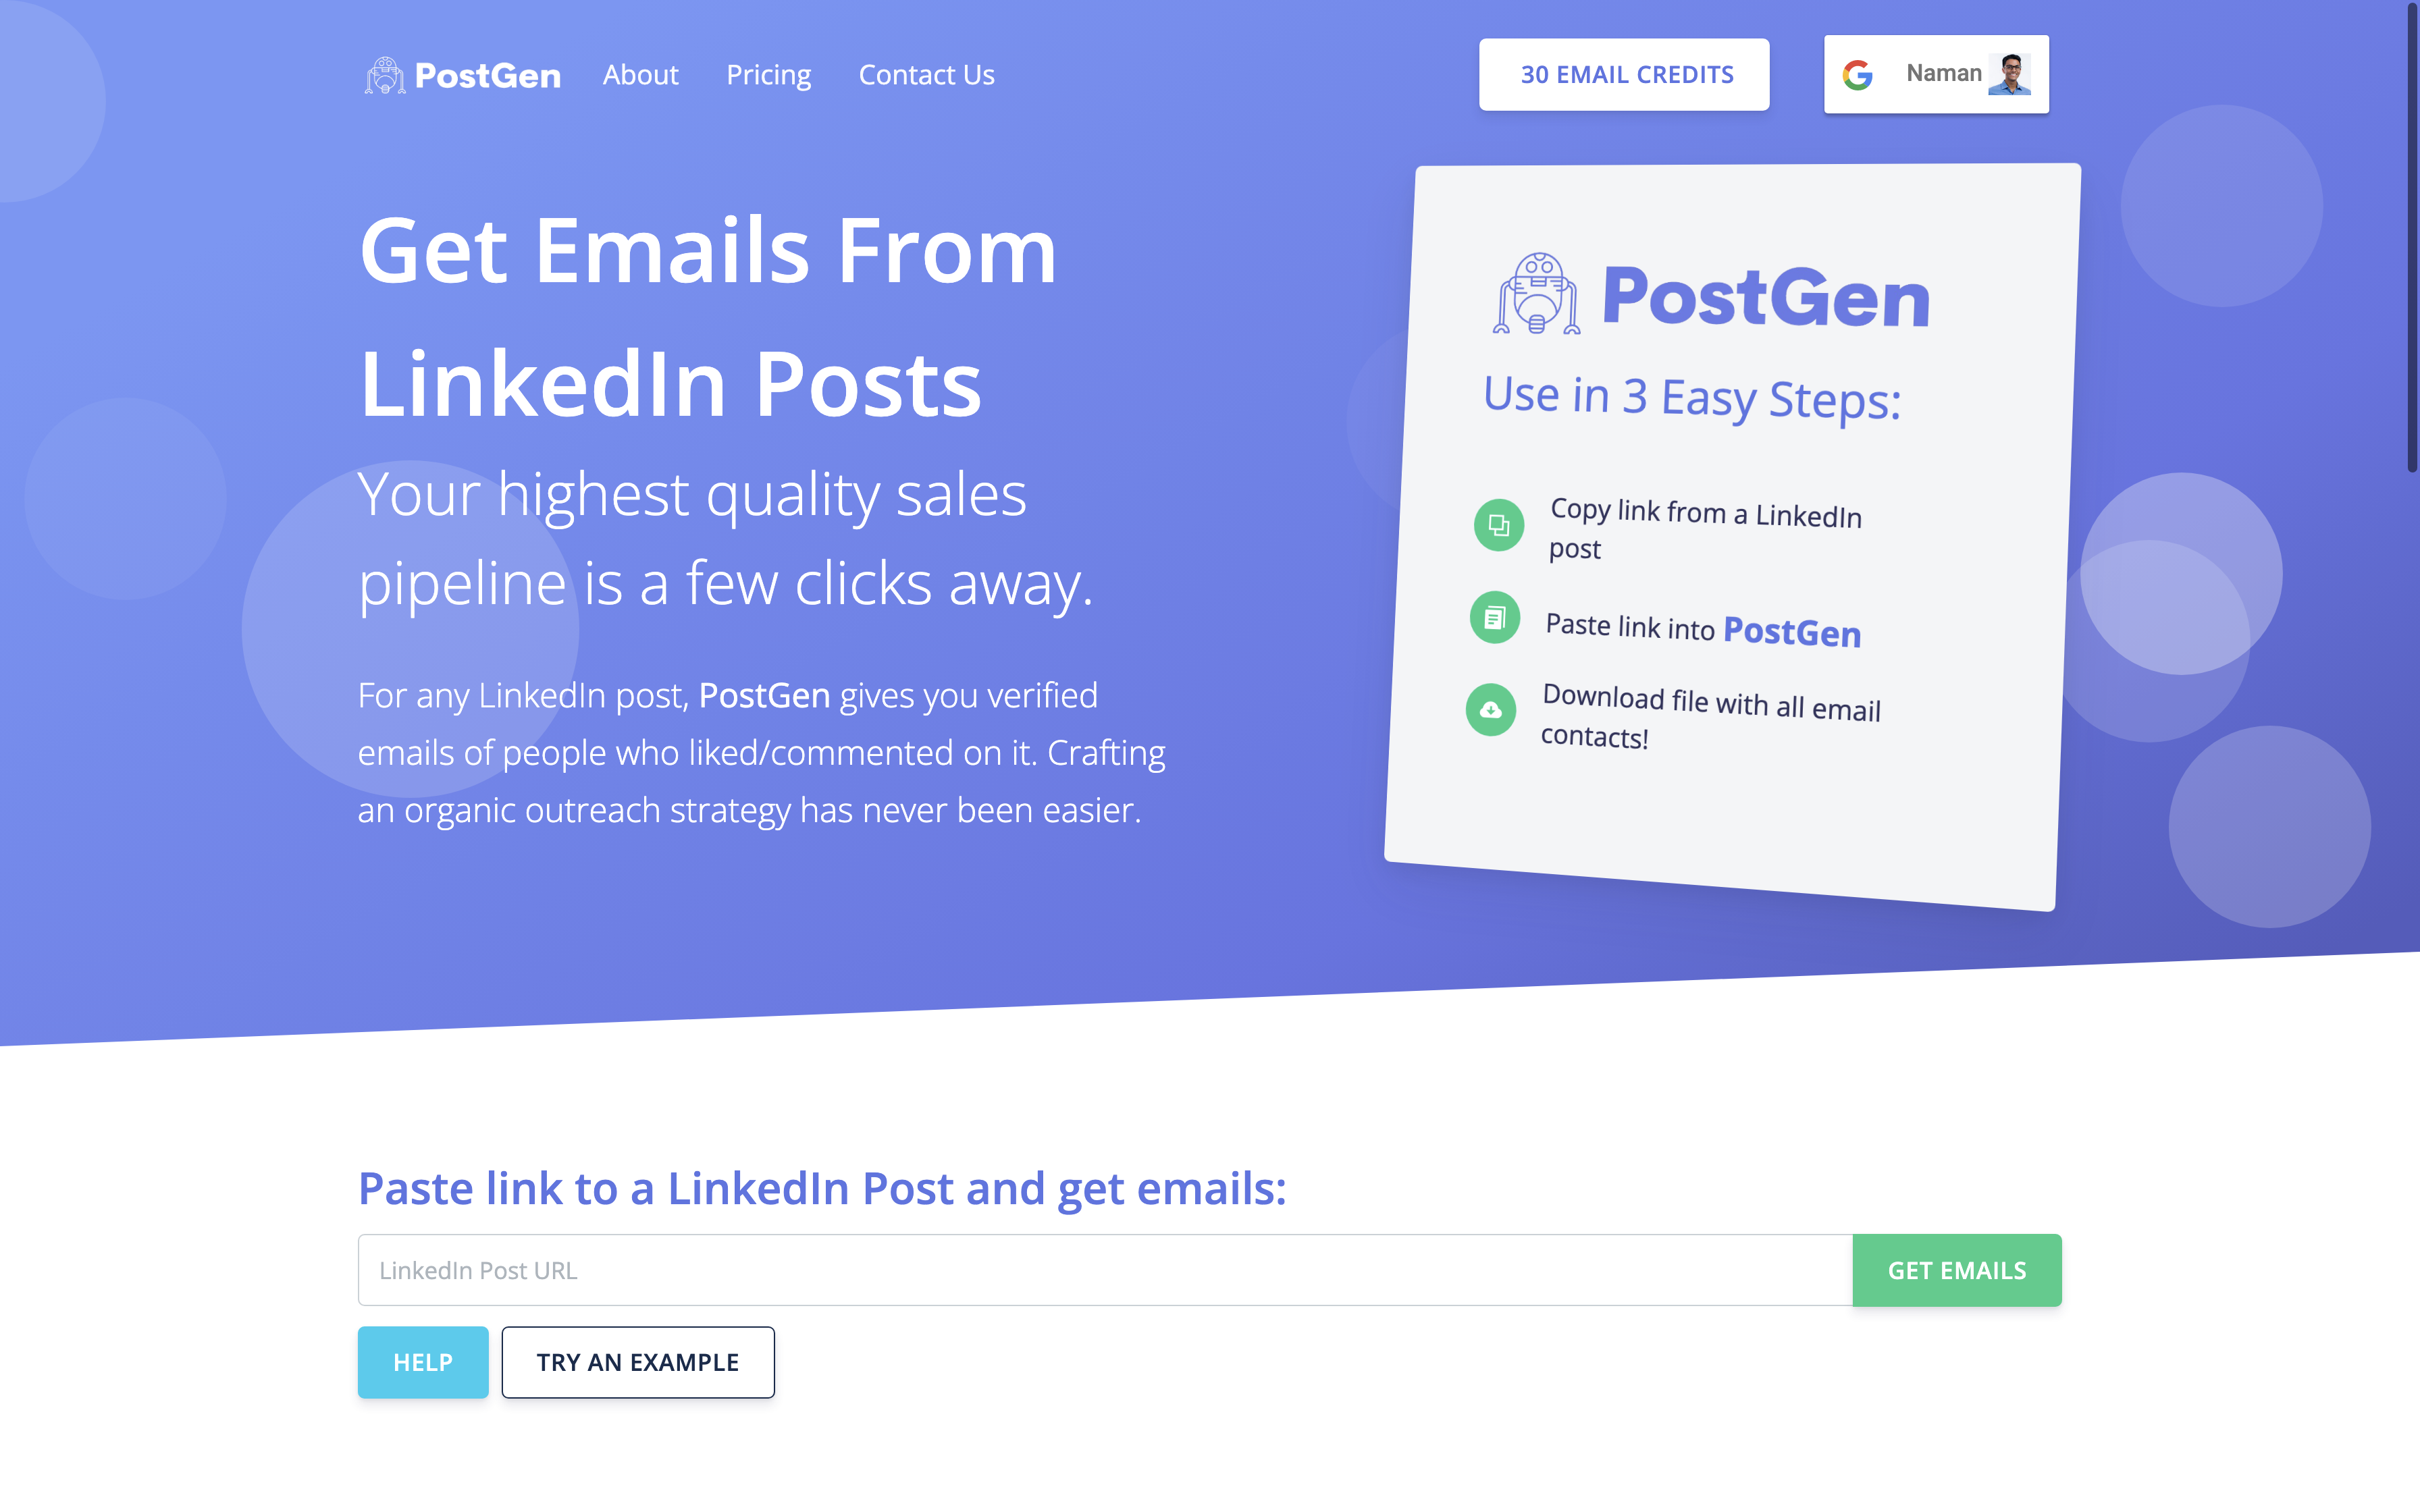 PostGen
About
Pricing
Contact Us
30 EMAIL CREDITS
Naman
Get Emails From
LinkedIn Posts
Your highest quality sales
pipeline is a few clicks away.
For any LinkedIn post, PostGen gives you verified
emails of people who liked/commented on it. Crafting
an organic outreach strategy has never been easier.
PostGen
Use in 3 Easy Steps:
Copy link from a LinkedIn
post
Paste link into PostGen
Download file with all email
contacts!
Paste link to a LinkedIn Post and get emails:
LinkedIn Post URL
GET EMAILS
HELP
TRY AN EXAMPLE